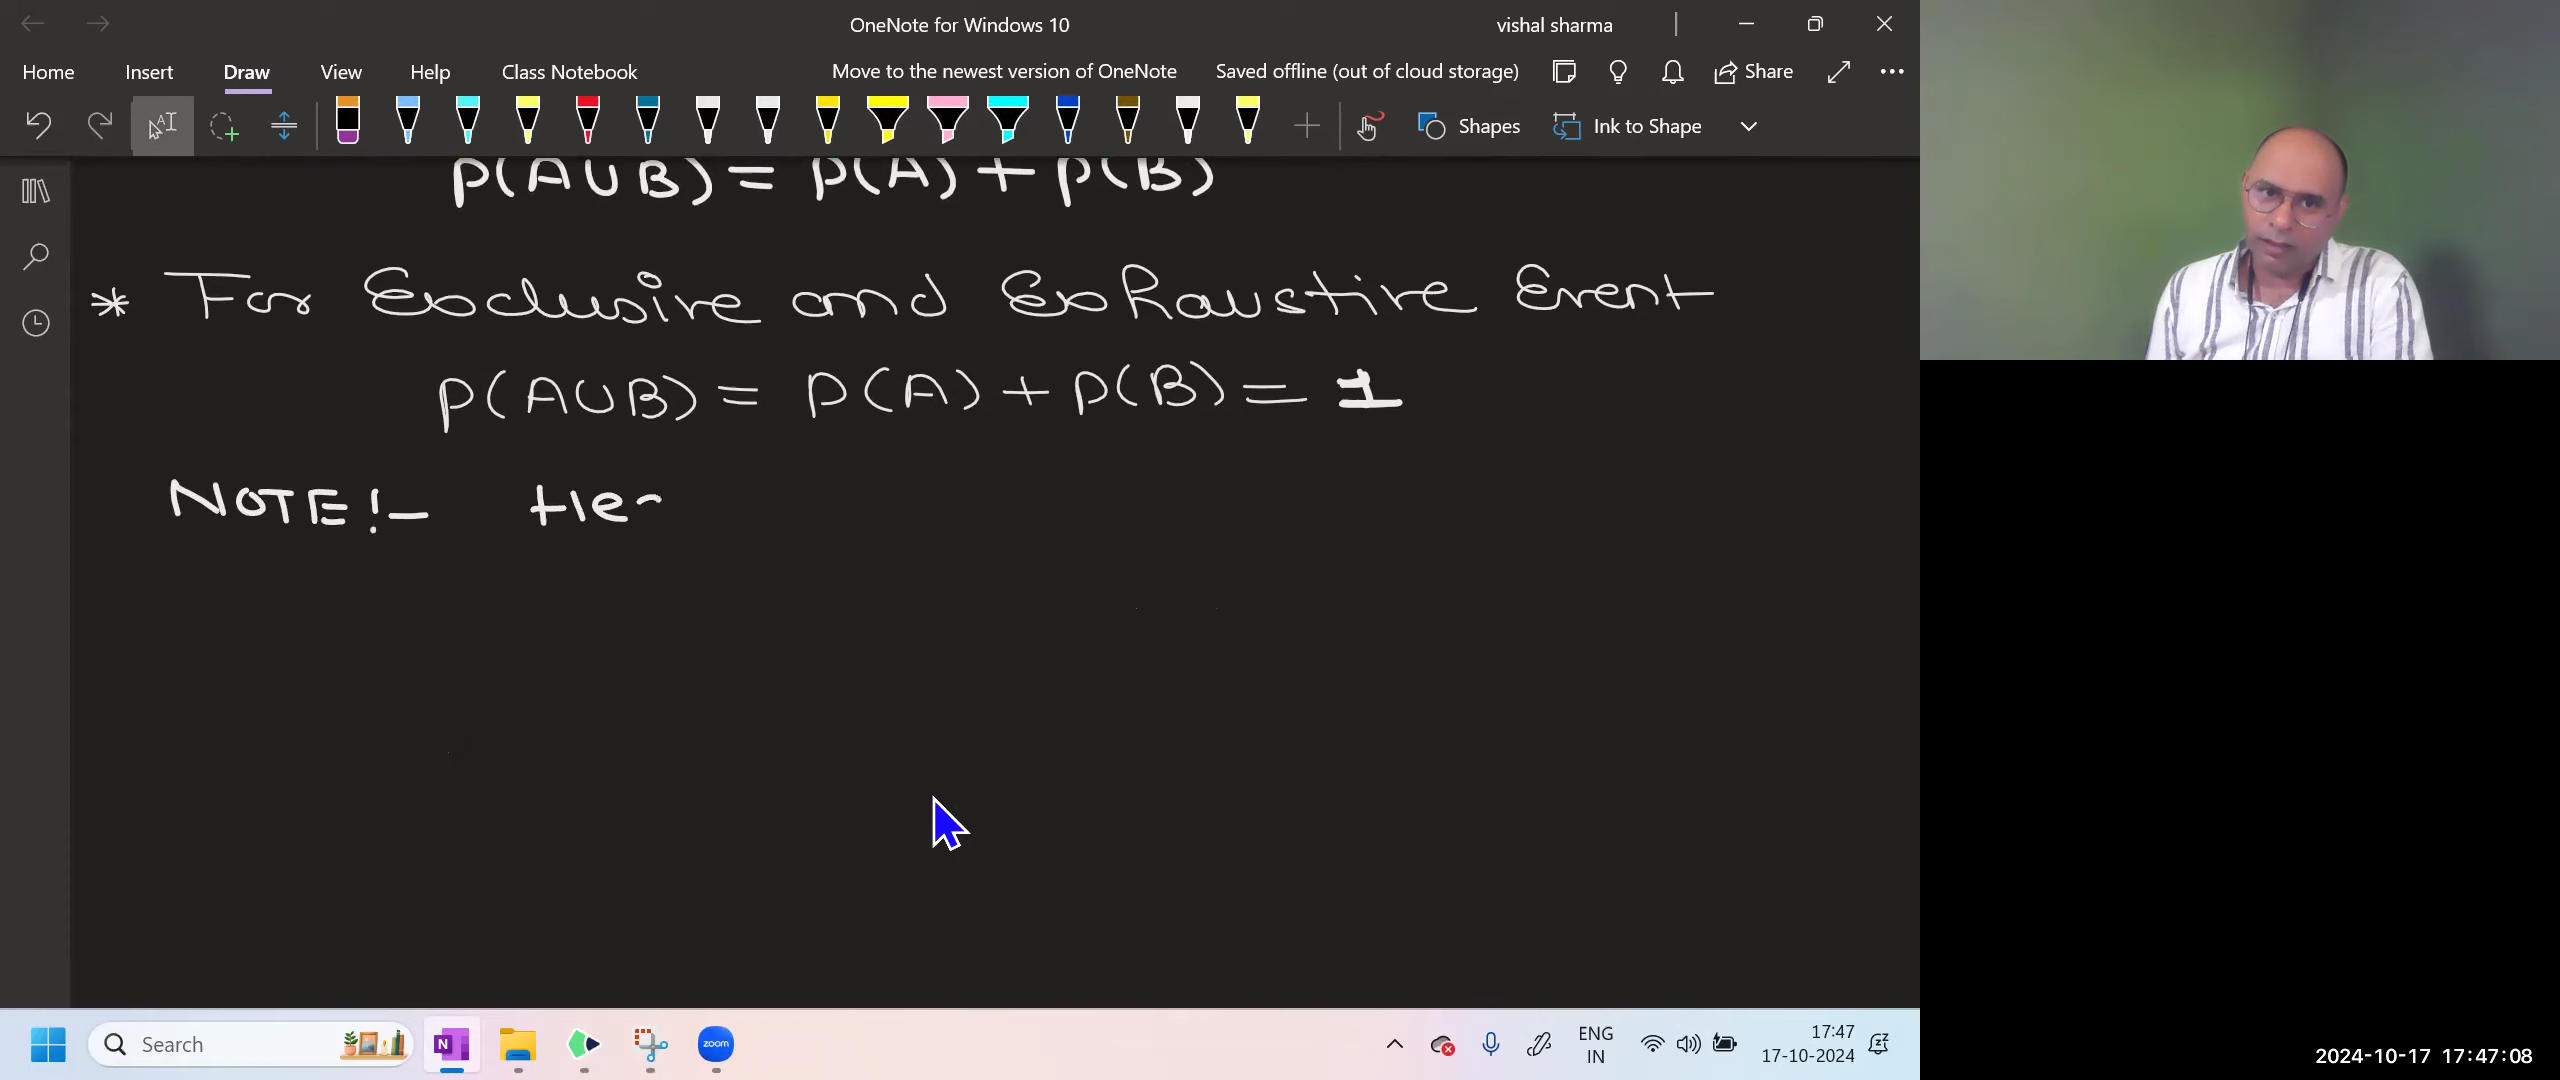 OneNote for Windows 10
vishal sharma
Home Insert Draw View Help Class Notebook
Move to the newest version of OneNote Saved offline (out of cloud storage) Share
Shapes Ink to Shape
P(A∪B) = P(A) + P(B)
* For Exclusive and Exhaustive Event
P(A∪B) = P(A) + P(B) = 1
NOTE!- Her
Search
zoom
ENG
IN
17:47
17-10-2024
2024-10-17 17:47:08